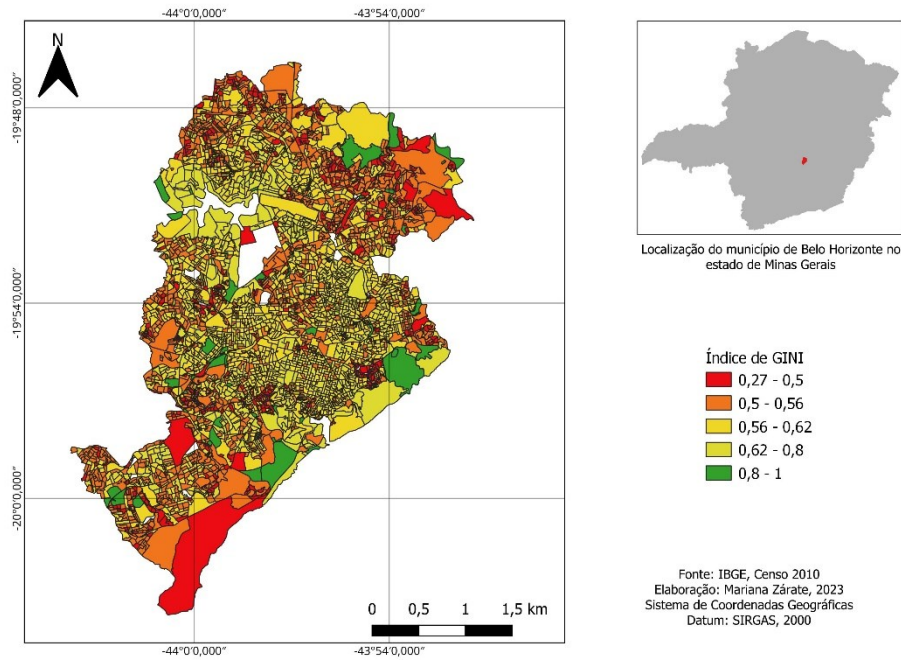 -44°0'0,000"
-43°54'0,000"
N
-19°48'0,000"
-19°54'0,000"
-20°0'0,000"
0 0,5 1 1,5 km
-44°0'0,000"
-43°54'0,000"
Localização do município de Belo Horizonte no
estado de Minas Gerais
Índice de GINI
0,27 - 0,5
0,5 - 0,56
0,56 - 0,62
0,62 - 0,8
0,8 - 1
Fonte: IBGE, Censo 2010
Elaboração: Mariana Zárate, 2023
Sistema de Coordenadas Geográficas
Datum: SIRGAS, 2000